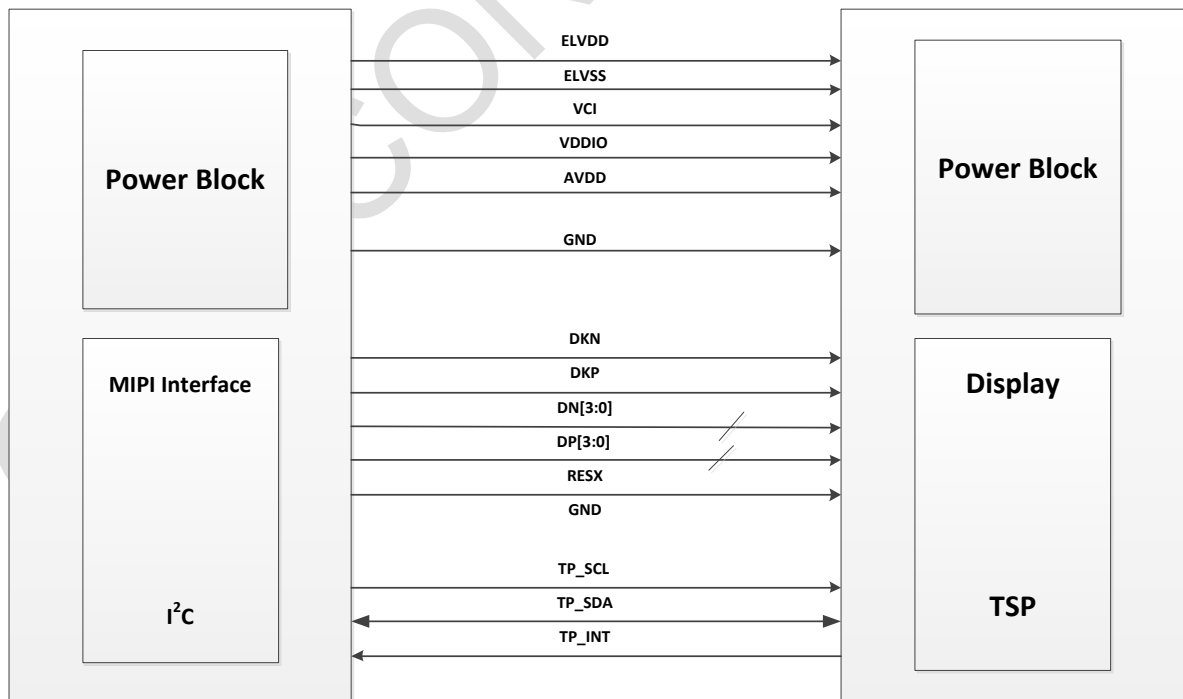 ELVDD
ELVSS
VCI
VDDIO
AVDD
GND
Power Block
Power Block
DKN
DKP
DN[3:0]
DP[3:0]
RESX
GND
MIPI Interface
Display
TP_SCL
TP_SDA
TP_INT
I²C
TSP
CON